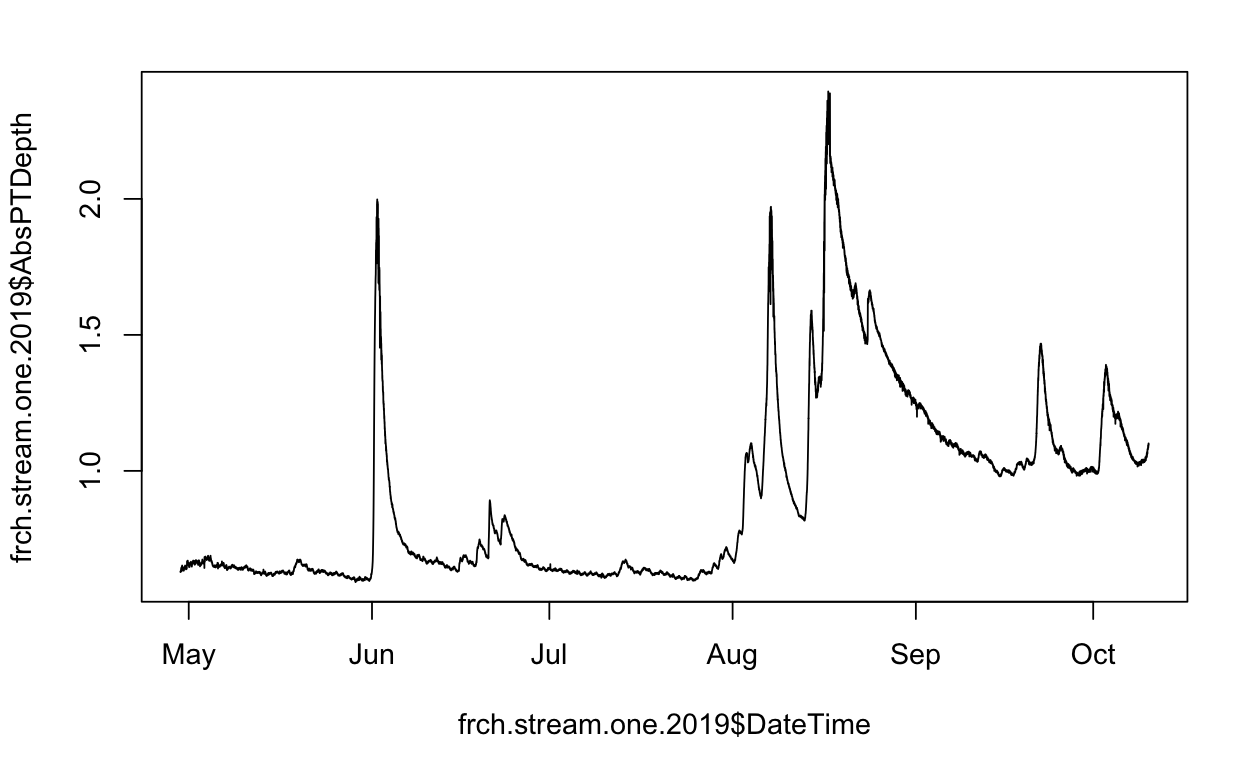 frch.stream.one.2019$AbsPTDepth
2.0
1.5
1.0
May Jun Jul Aug Sep Oct
frch.stream.one.2019$DateTime